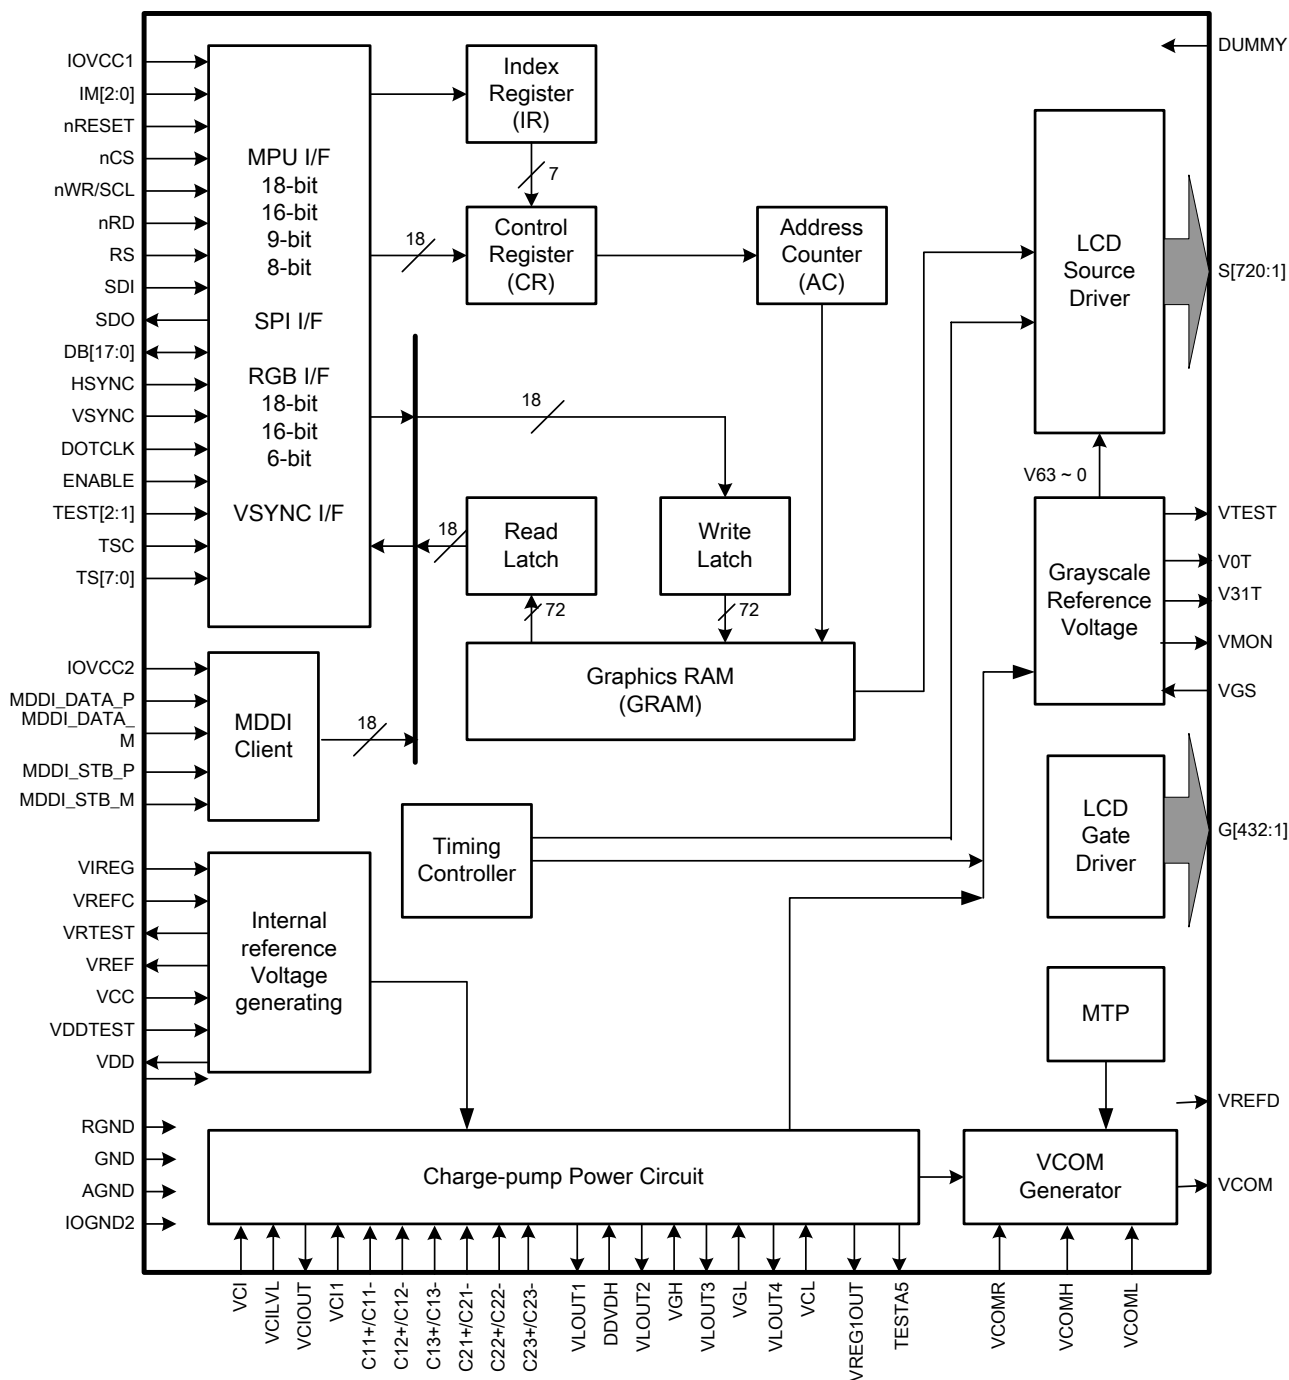 IOVCC1
IM[2:0]
nRESET
nCS
nWR/SCL
nRD
RS
SDI
SDO
DB[17:0]
HSYNC
VSYNC
DOTCLK
ENABLE
TEST[2:1]
TSC
TS[7:0]
MPU I/F
18-bit
16-bit
9-bit
8-bit
SPI I/F
RGB I/F
18-bit
16-bit
6-bit
VSYNC I/F
Index
Register
(IR)
7
18
Control
Register
(CR)
Address
Counter
(AC)
18
18
Read
Latch
Write
Latch
72
72
Graphics RAM
(GRAM)
LCD
Source
Driver
V63 ~ 0
Grayscale
Reference
Voltage
DUMMY
S[720:1]
VTEST
V0T
V31T
VMON
VGS
IOVCC2
MDDI_DATA_P
MDDI_DATA_
M
MDDI_STB_P
MDDI_STB_M
MDDI
Client
18
Timing
Controller
LCD
Gate
Driver
G[432:1]
VIREG
VREFC
VRTEST
VREF
VCC
VDDTEST
VDD
Internal
reference
Voltage
generating
MTP
RGND
GND
AGND
IOGND2
Charge-pump Power Circuit
VCOM
Generator
VREFD
VCOM
VCI
VCILVL
VCIOUT
VCI1
C11+/C11-
C12+/C12-
C13+/C13-
C21+/C21-
C22+/C22-
C23+/C23-
VLOUT1
DDVDH
VLOUT2
VGH
VLOUT3
VGL
VLOUT4
VCL
VREG1OUT
TESTA5
VCOMR
VCOMH
VCOML